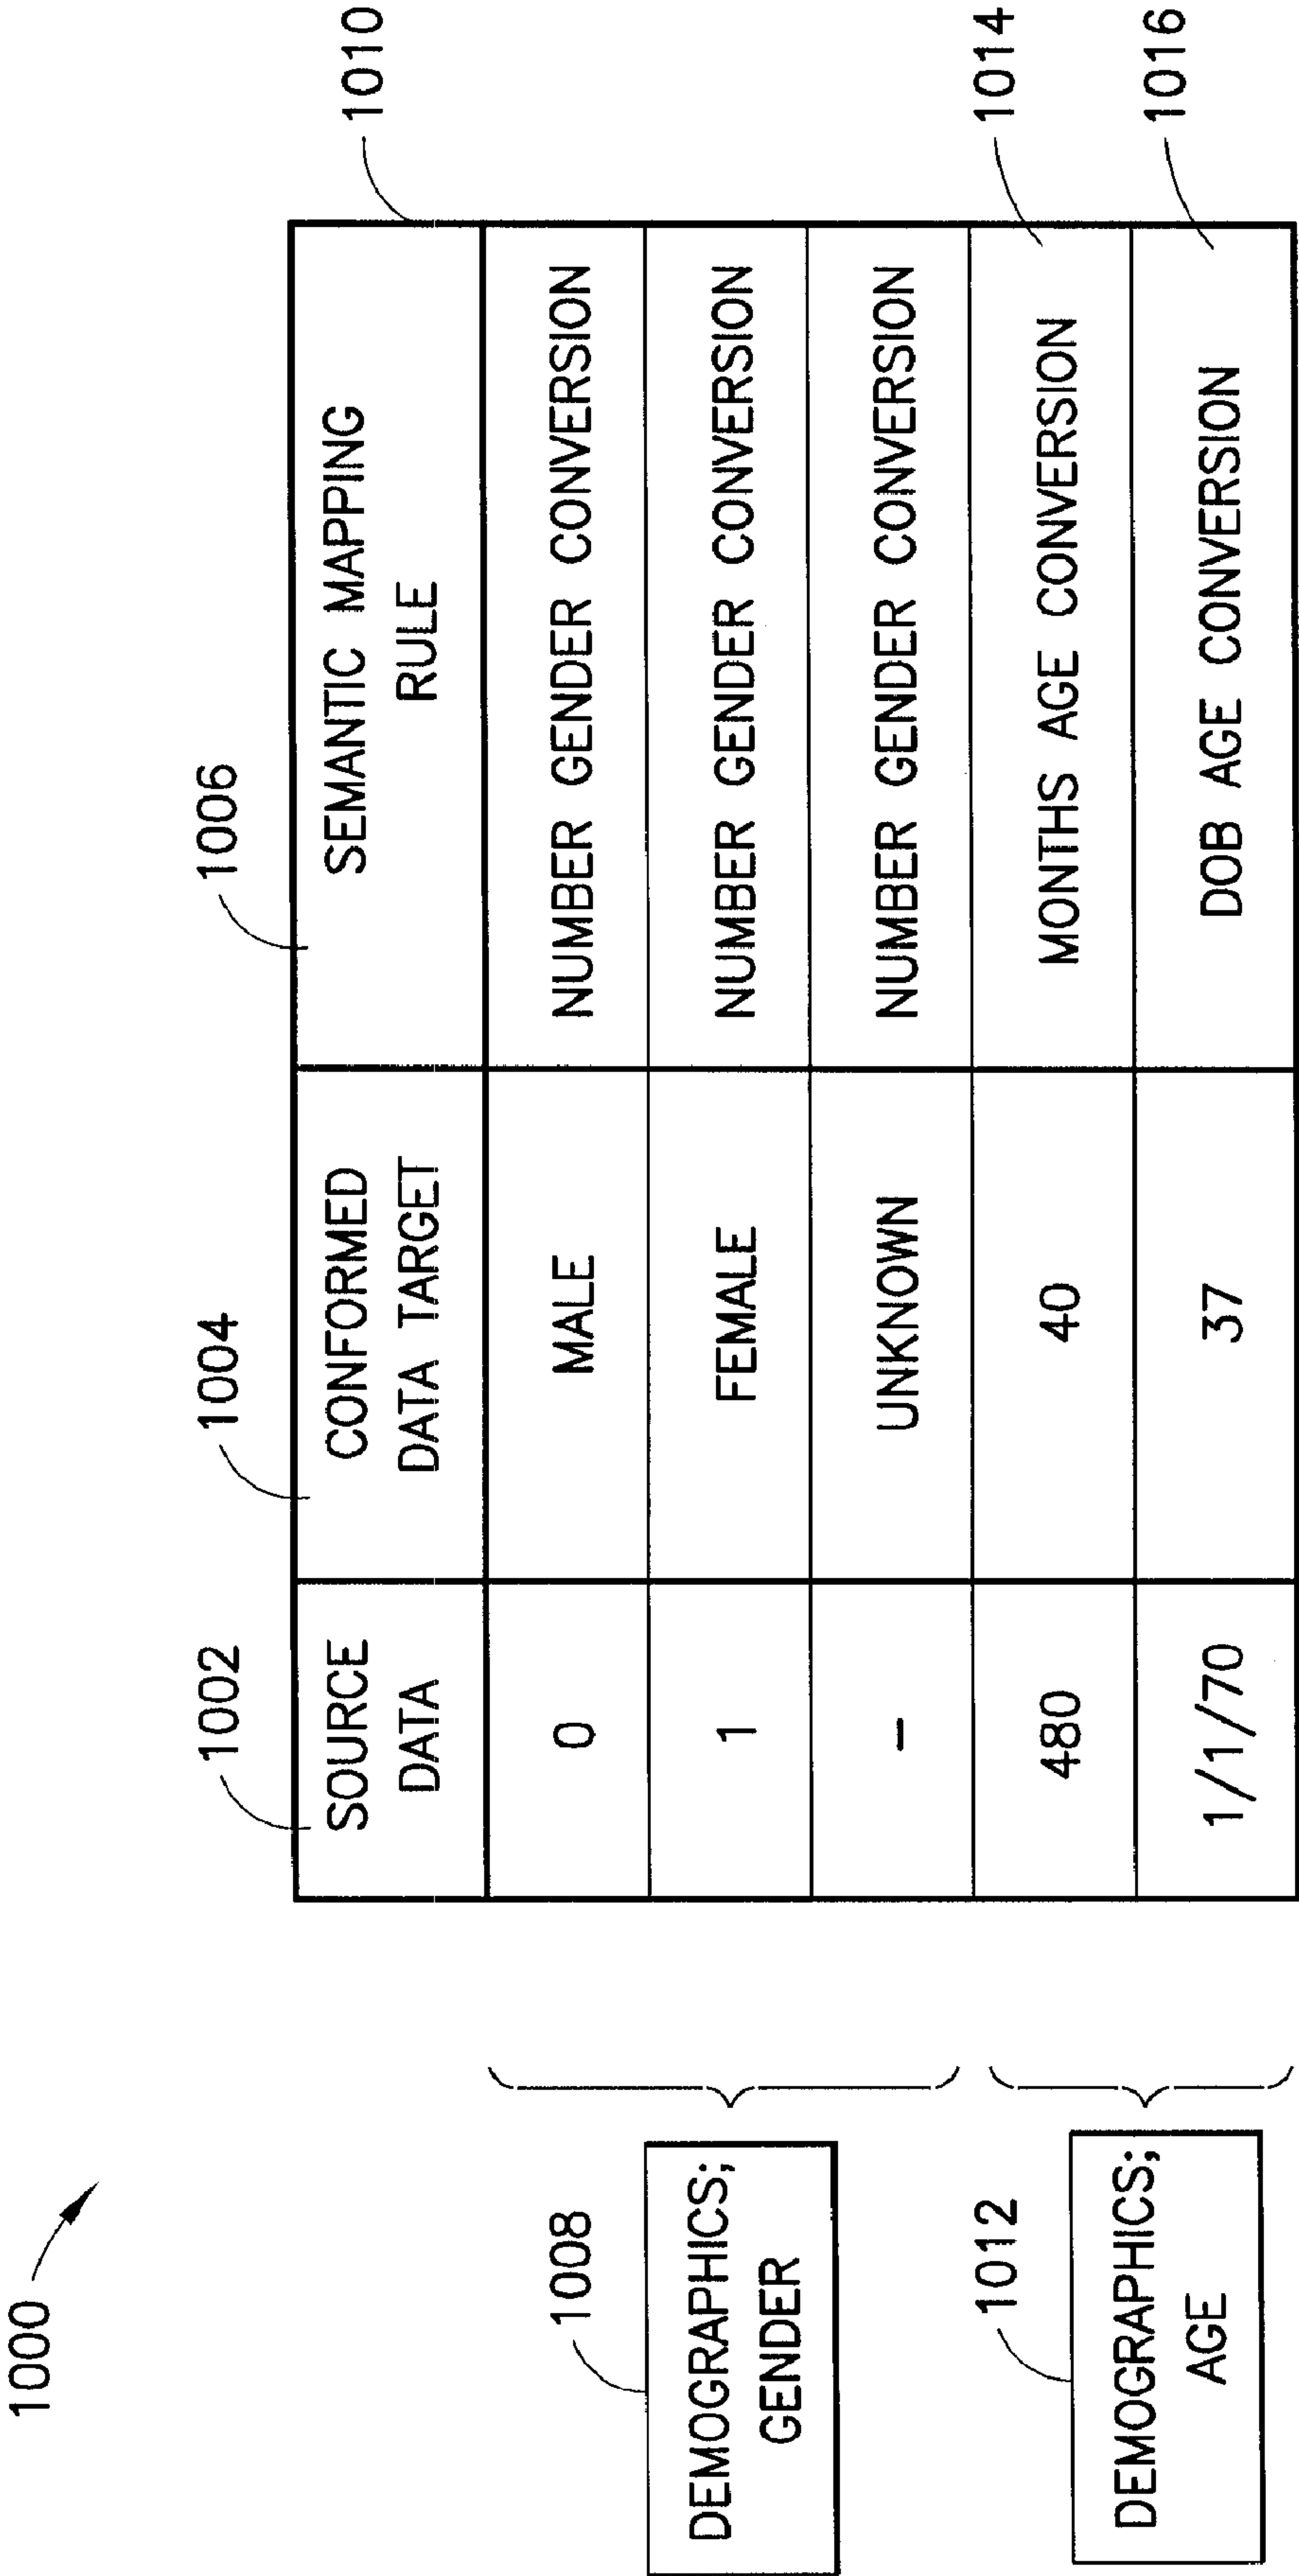 1000
1002
1004
1006
SOURCE
DATA
CONFORMED
DATA TARGET
SEMANTIC MAPPING
RULE
1010
1008
DEMOGRAPHICS;
GENDER
0
MALE
NUMBER GENDER CONVERSION
1
FEMALE
NUMBER GENDER CONVERSION
-
UNKNOWN
NUMBER GENDER CONVERSION
1012
DEMOGRAPHICS;
AGE
480
40
MONTHS AGE CONVERSION
1014
1/1/70
37
DOB AGE CONVERSION
1016